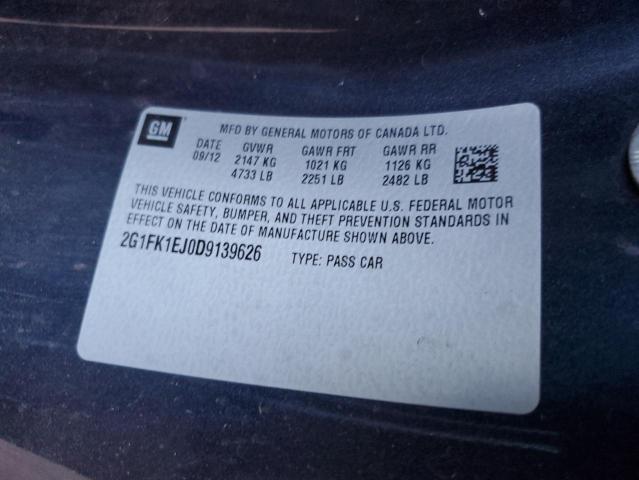 GM
MFD BY GENERAL MOTORS OF CANADA LTD.
DATE GVWR GAWR FRT GAWR RR
09/12 2147 KG 1021 KG 1126 KG
4733 LB 2251 LB 2482 LB
THIS VEHICLE CONFORMS TO ALL APPLICABLE U.S. FEDERAL MOTOR
VEHICLE SAFETY, BUMPER, AND THEFT PREVENTION STANDARDS IN
EFFECT ON THE DATE OF MANUFACTURE SHOWN ABOVE.
2G1FK1EJ0D9139626 TYPE: PASS CAR